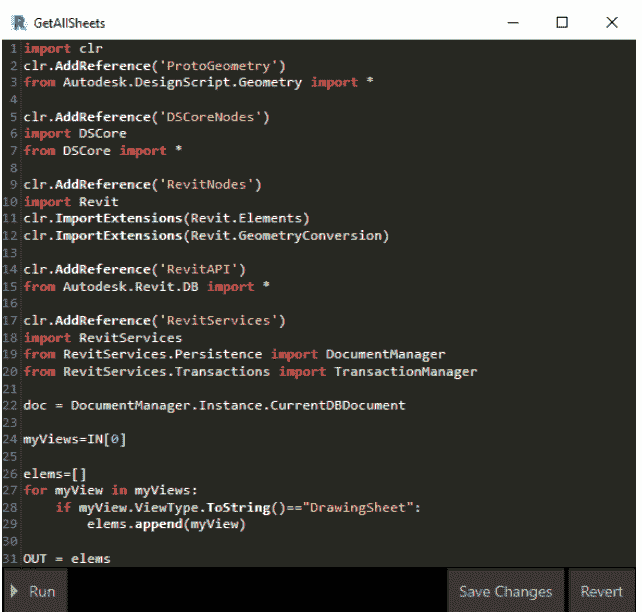 GetAllSheets
1 import clr
2 clr.AddReference('ProtoGeometry')
3 from Autodesk.DesignScript.Geometry import *
4
5 clr.AddReference('DSCoreNodes')
6 import DSCore
7 from DSCore import *
8
9 clr.AddReference('RevitNodes')
10 import Revit
11 clr.ImportExtensions(Revit.Elements)
12 clr.ImportExtensions(Revit.GeometryConversion)
13
14 clr.AddReference('RevitAPI')
15 from Autodesk.Revit.DB import *
16
17 clr.AddReference('RevitServices')
18 import RevitServices
19 from RevitServices.Persistence import DocumentManager
20 from RevitServices.Transactions import TransactionManager
21
22 doc = DocumentManager.Instance.CurrentDBDocument
23
24 myViews=IN[0]
25
26 elems=[]
27 for myView in myViews:
28     if myView.ViewType.ToString()=="DrawingSheet":
29         elems.append(myView)
30
31 OUT = elems
Run
Save Changes
Revert